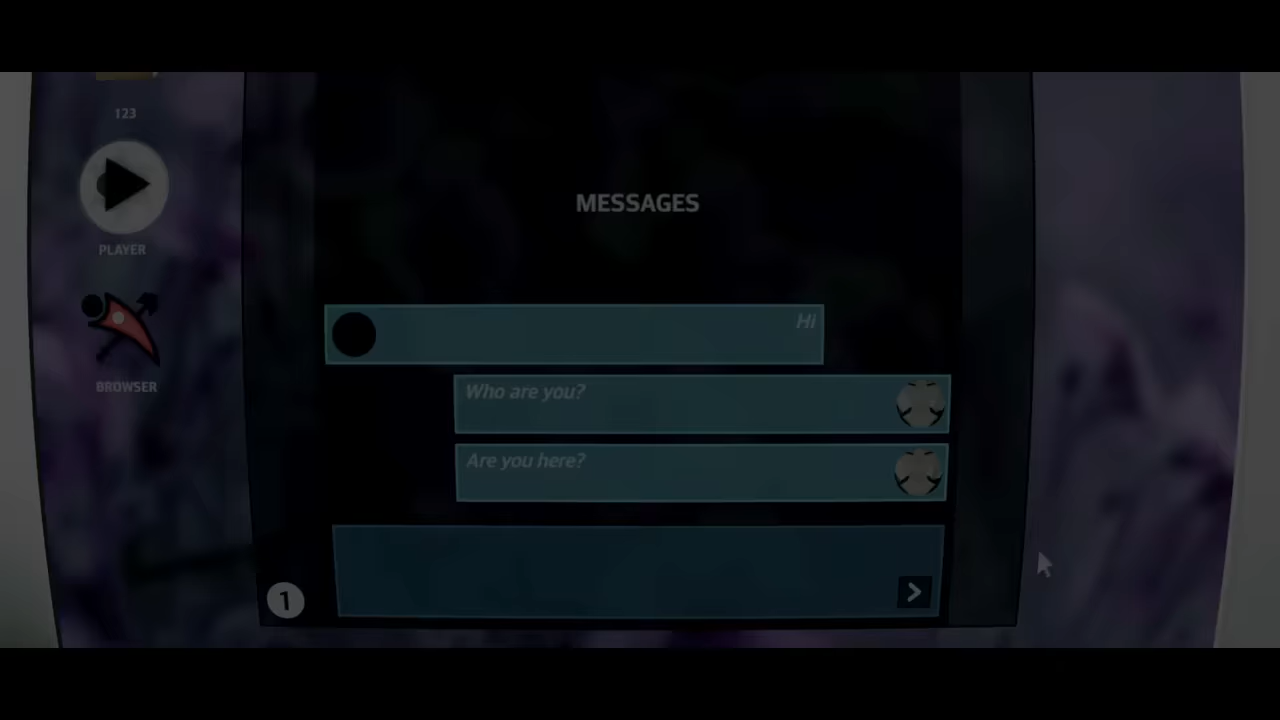 123
PLAYER
BROWSER
MESSAGES
Hi
Who are you?
Are you here?
1